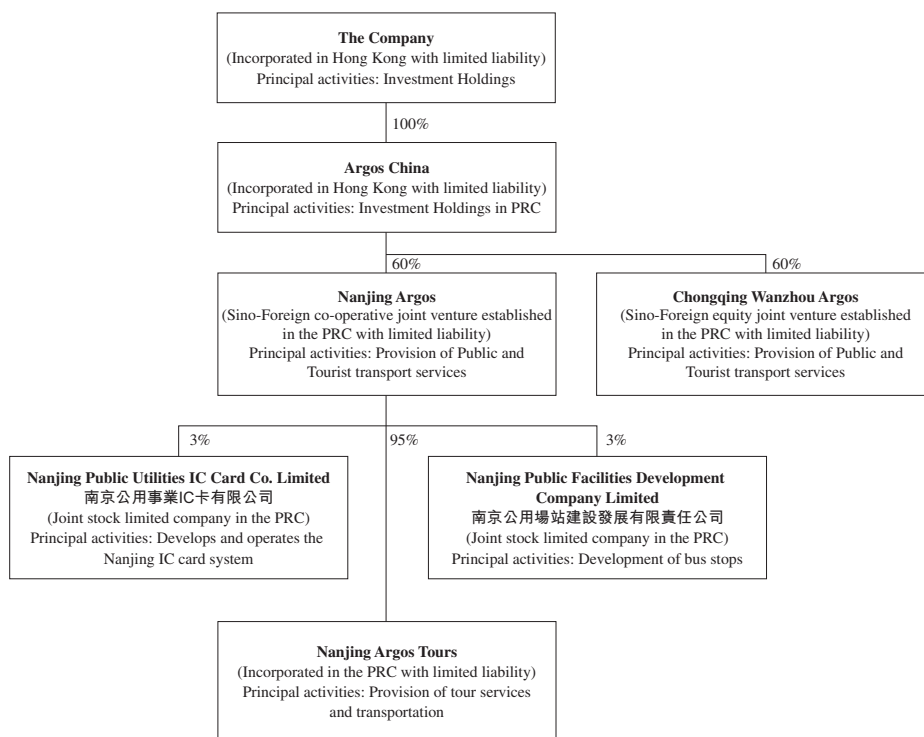 The Company
(Incorporated in Hong Kong with limited liability)
Principal activities: Investment Holdings
100%
Argos China
(Incorporated in Hong Kong with limited liability)
Principal activities: Investment Holdings in PRC
60%
60%
Nanjing Argos
(Sino-Foreign co-operative joint venture established
in the PRC with limited liability)
Principal activities: Provision of Public and
Tourist transport services
Chongqing Wanzhou Argos
(Sino-Foreign equity joint venture established
in the PRC with limited liability)
Principal activities: Provision of Public and
Tourist transport services
3%
95%
3%
Nanjing Public Utilities IC Card Co. Limited
南京公用事業IC卡有限公司
(Joint stock limited company in the PRC)
Principal activities: Develops and operates the
Nanjing IC card system
Nanjing Public Facilities Development
Company Limited
南京公用場站建設發展有限責任公司
(Joint stock limited company in the PRC)
Principal activities: Development of bus stops
Nanjing Argos Tours
(Incorporated in the PRC with limited liability)
Principal activities: Provision of tour services
and transportation